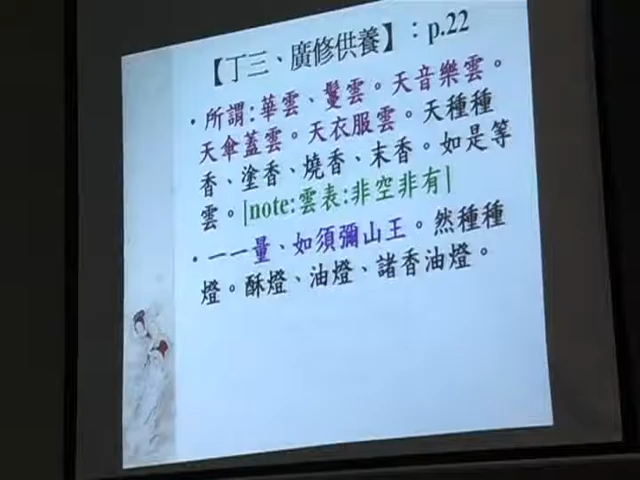 【丁三、廣修供養】：p.22
・所謂:華雲、鬘雲。天音樂雲。
天傘蓋雲。天衣服雲。天種種
香、塗香、燒香、末香。如是等
雲。|note:雲表:非空非有|
・一一量、如須彌山王。然種種
燈。酥燈、油燈、諸香油燈。